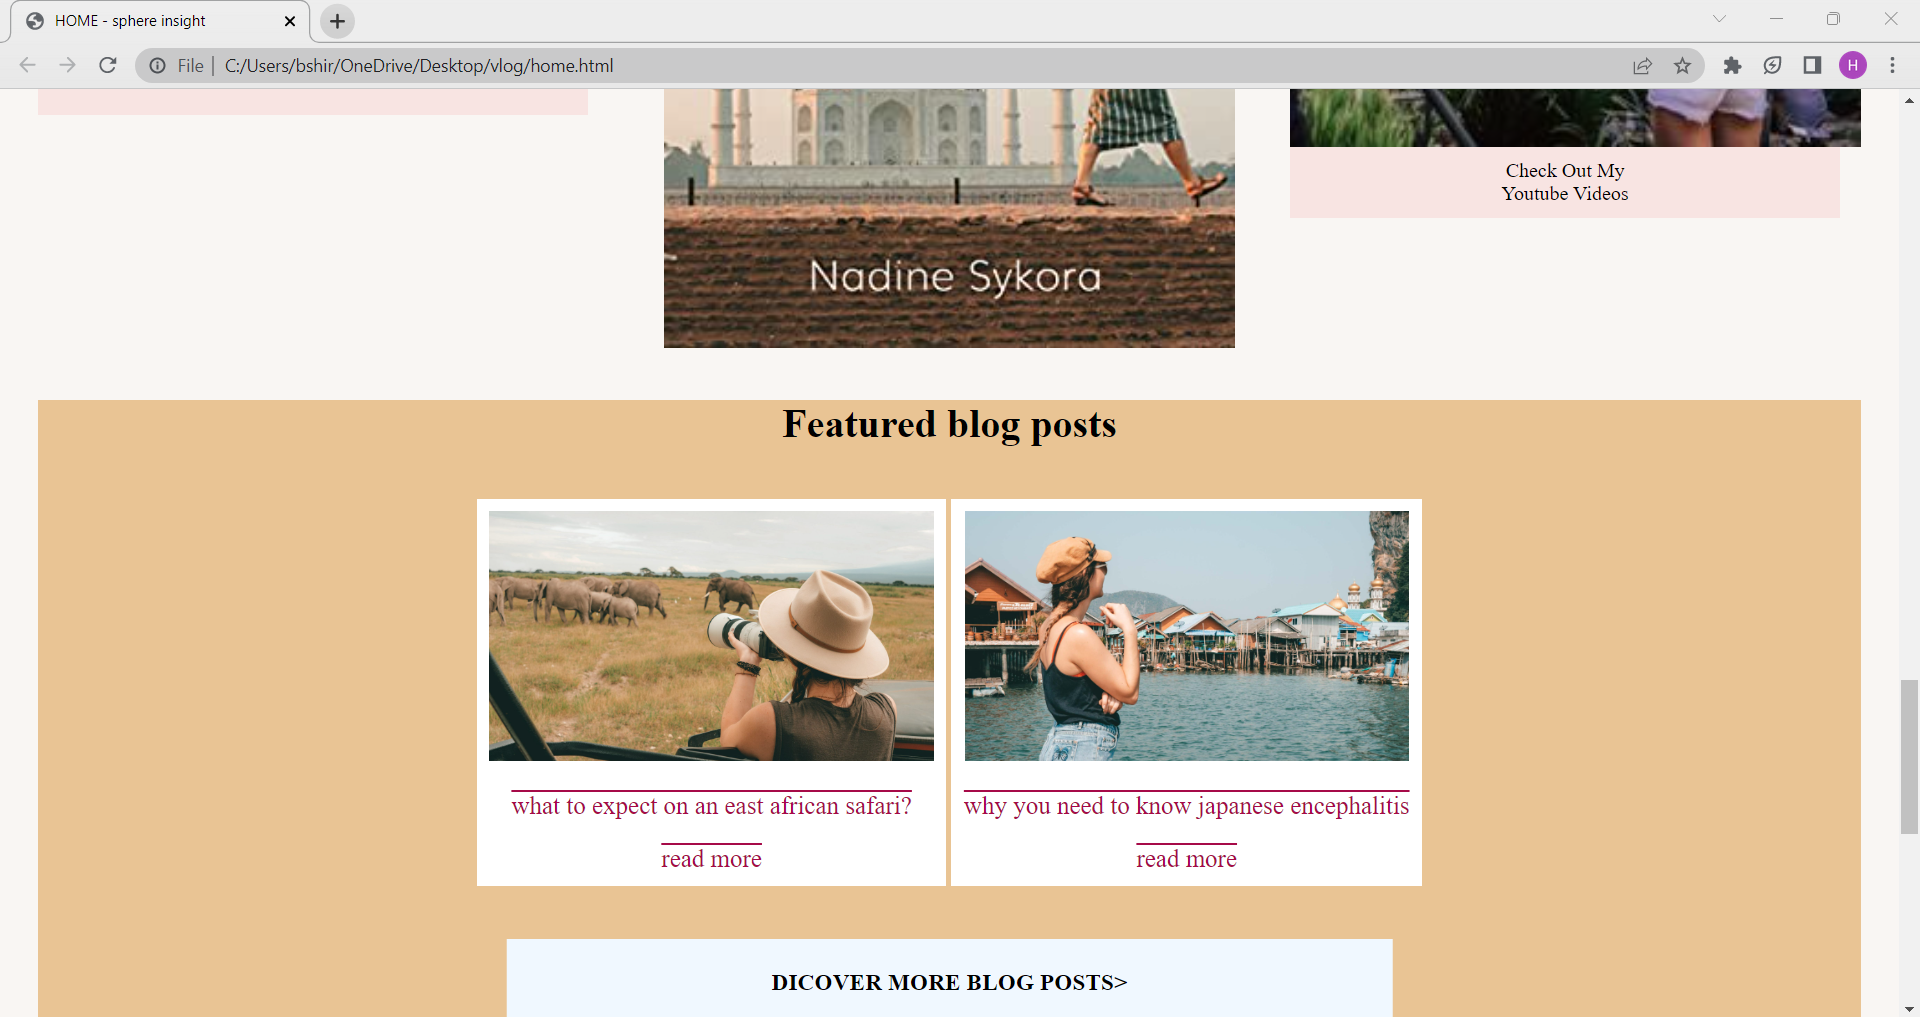 HOME - sphere insight
File | C:/Users/bshir/OneDrive/Desktop/vlog/home.html
H
Check Out My
Youtube Videos
Nadine Sykora
Featured blog posts
what to expect on an east african safari?
read more
why you need to know japanese encephalitis
read more
DICOVER MORE BLOG POSTS>